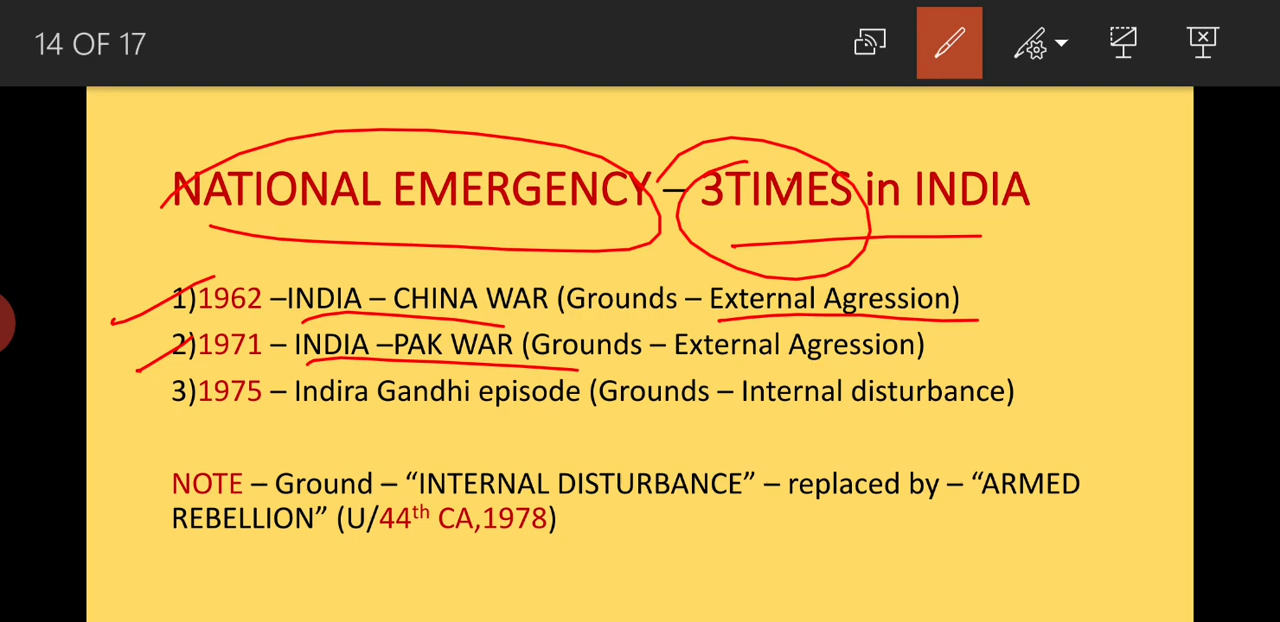 14 OF 17
NATIONAL EMERGENCY – 3TIMES in INDIA
1)1962 –INDIA – CHINA WAR (Grounds – External Agression)
2)1971 – INDIA –PAK WAR (Grounds – External Agression)
3)1975 – Indira Gandhi episode (Grounds – Internal disturbance)
NOTE – Ground – “INTERNAL DISTURBANCE” – replaced by – “ARMED
REBELLION” (U/44th CA,1978)